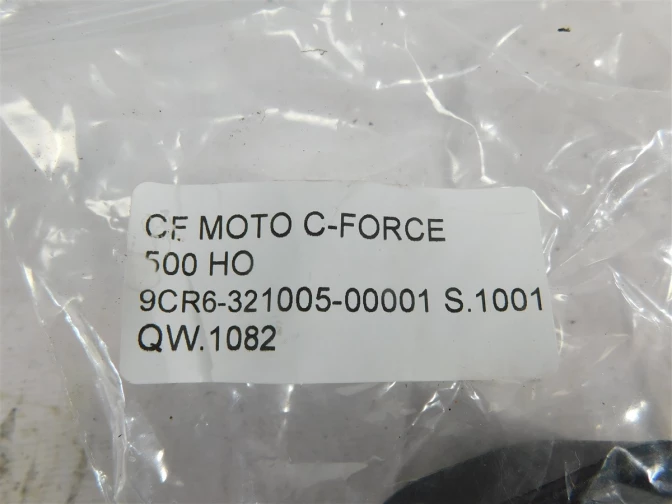 CF MOTO C-FORCE
500 HO
9CR6-321005-00001 S.1001
QW.1082